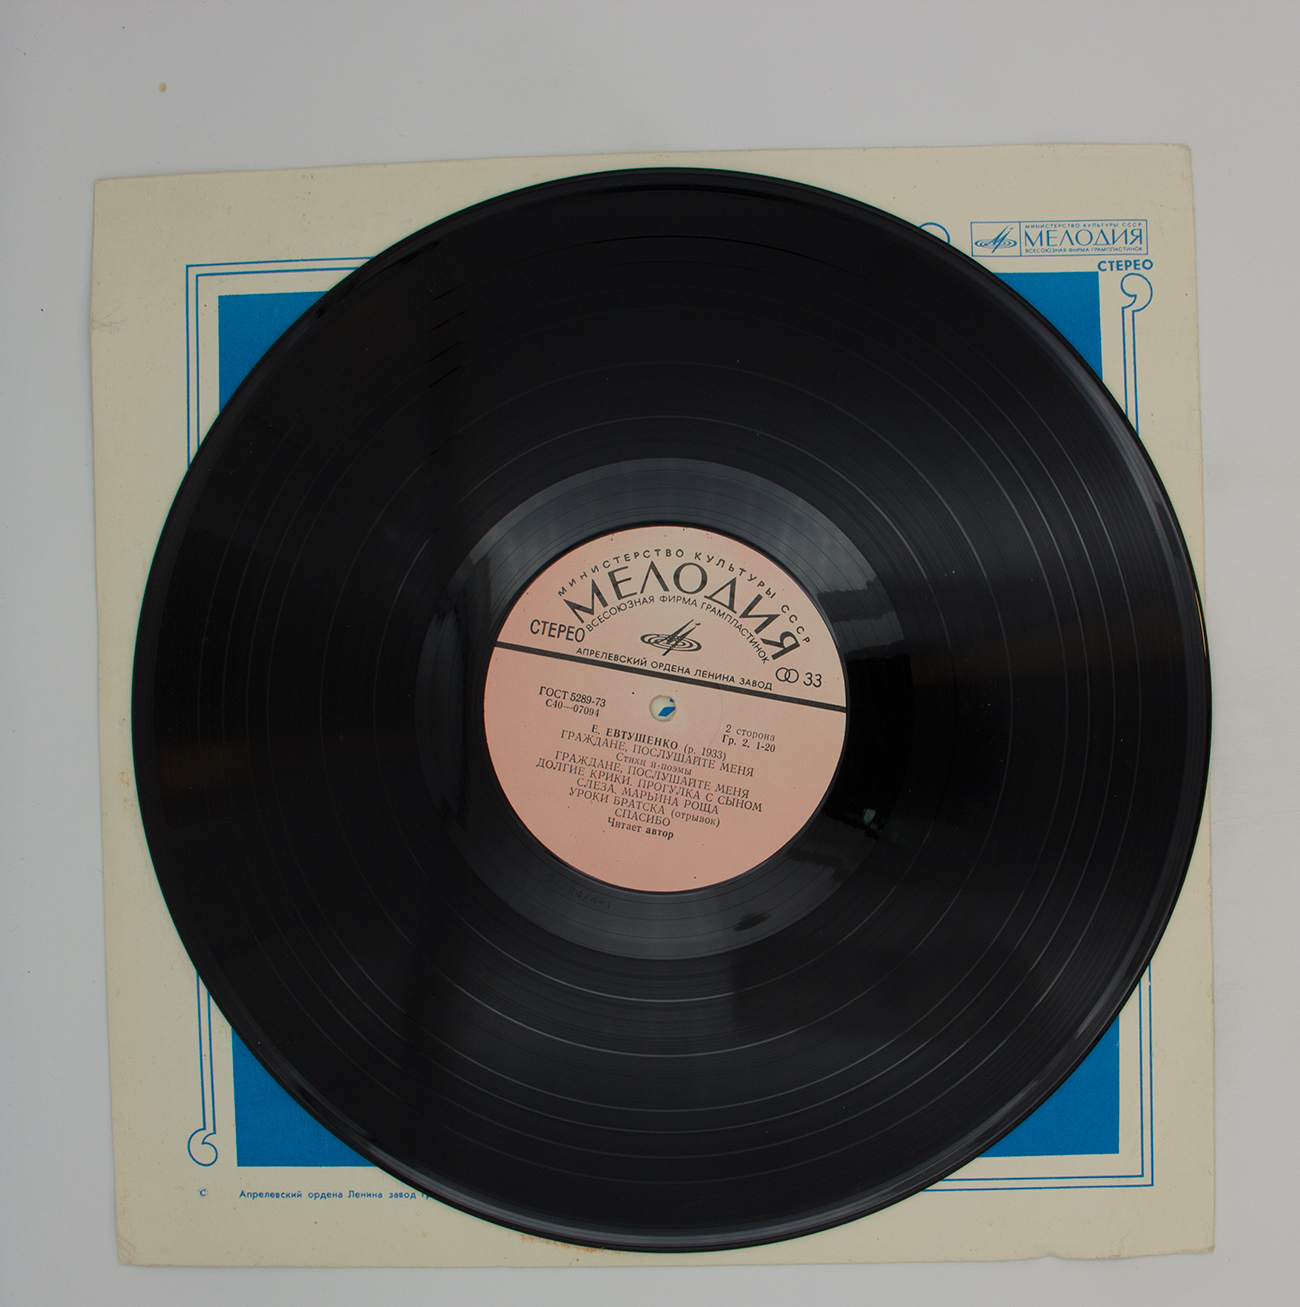 МИНИСТЕРСТВО КУЛЬТУРЫ СССР
МЕЛОДИЯ
ВСЕСОЮЗНАЯ ФИРМА ГРАМПЛАСТИНОК
СТЕРЕО
МИНИСТЕРСТВО КУЛЬТУРЫ СССР
МЕЛОДИЯ
ВСЕСОЮЗНАЯ ФИРМА ГРАМПЛАСТИНОК
СТЕРЕО
АПРЕЛЕВСКИЙ ОРДЕНА ЛЕНИНА ЗАВОД
33
ГОСТ 5289-73
С40—07094
2 сторона
Гр. 2. 1-20
Е. ЕВТУШЕНКО (р. 1933)
ГРАЖДАНЕ, ПОСЛУШАЙТЕ МЕНЯ
Стихи и поэмы
ГРАЖДАНЕ, ПОСЛУШАЙТЕ МЕНЯ
ДОЛГИЕ КРИКИ. ПРОГУЛКА С СЫНОМ
СЛЕЗА. МАРЬИНА РОЩА
УРОКИ БРАТСКА (отрывок)
СПАСИБО
Читает автор
С Апрелевский ордена Ленина завод